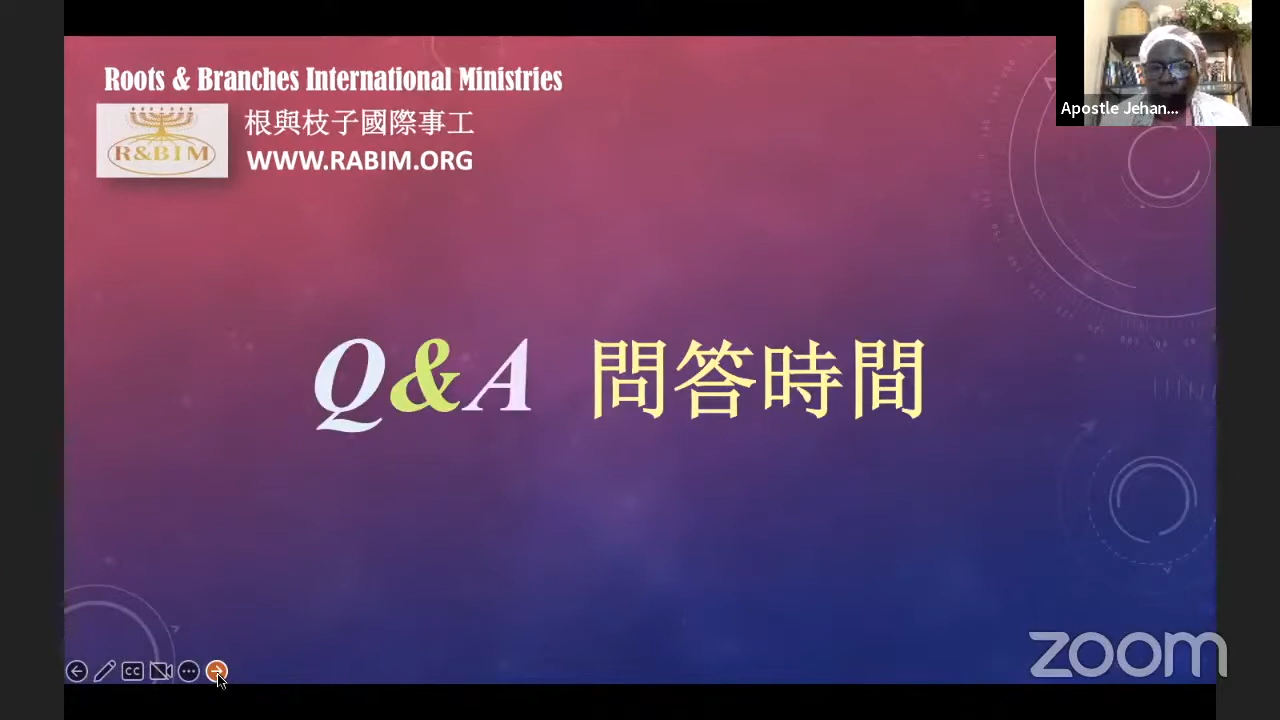 Roots & Branches International Ministries
根與枝子國際事工
R&BIM
WWW.RABIM.ORG
Apostle Jehan...
Q&A 問答時間
CC
zoom